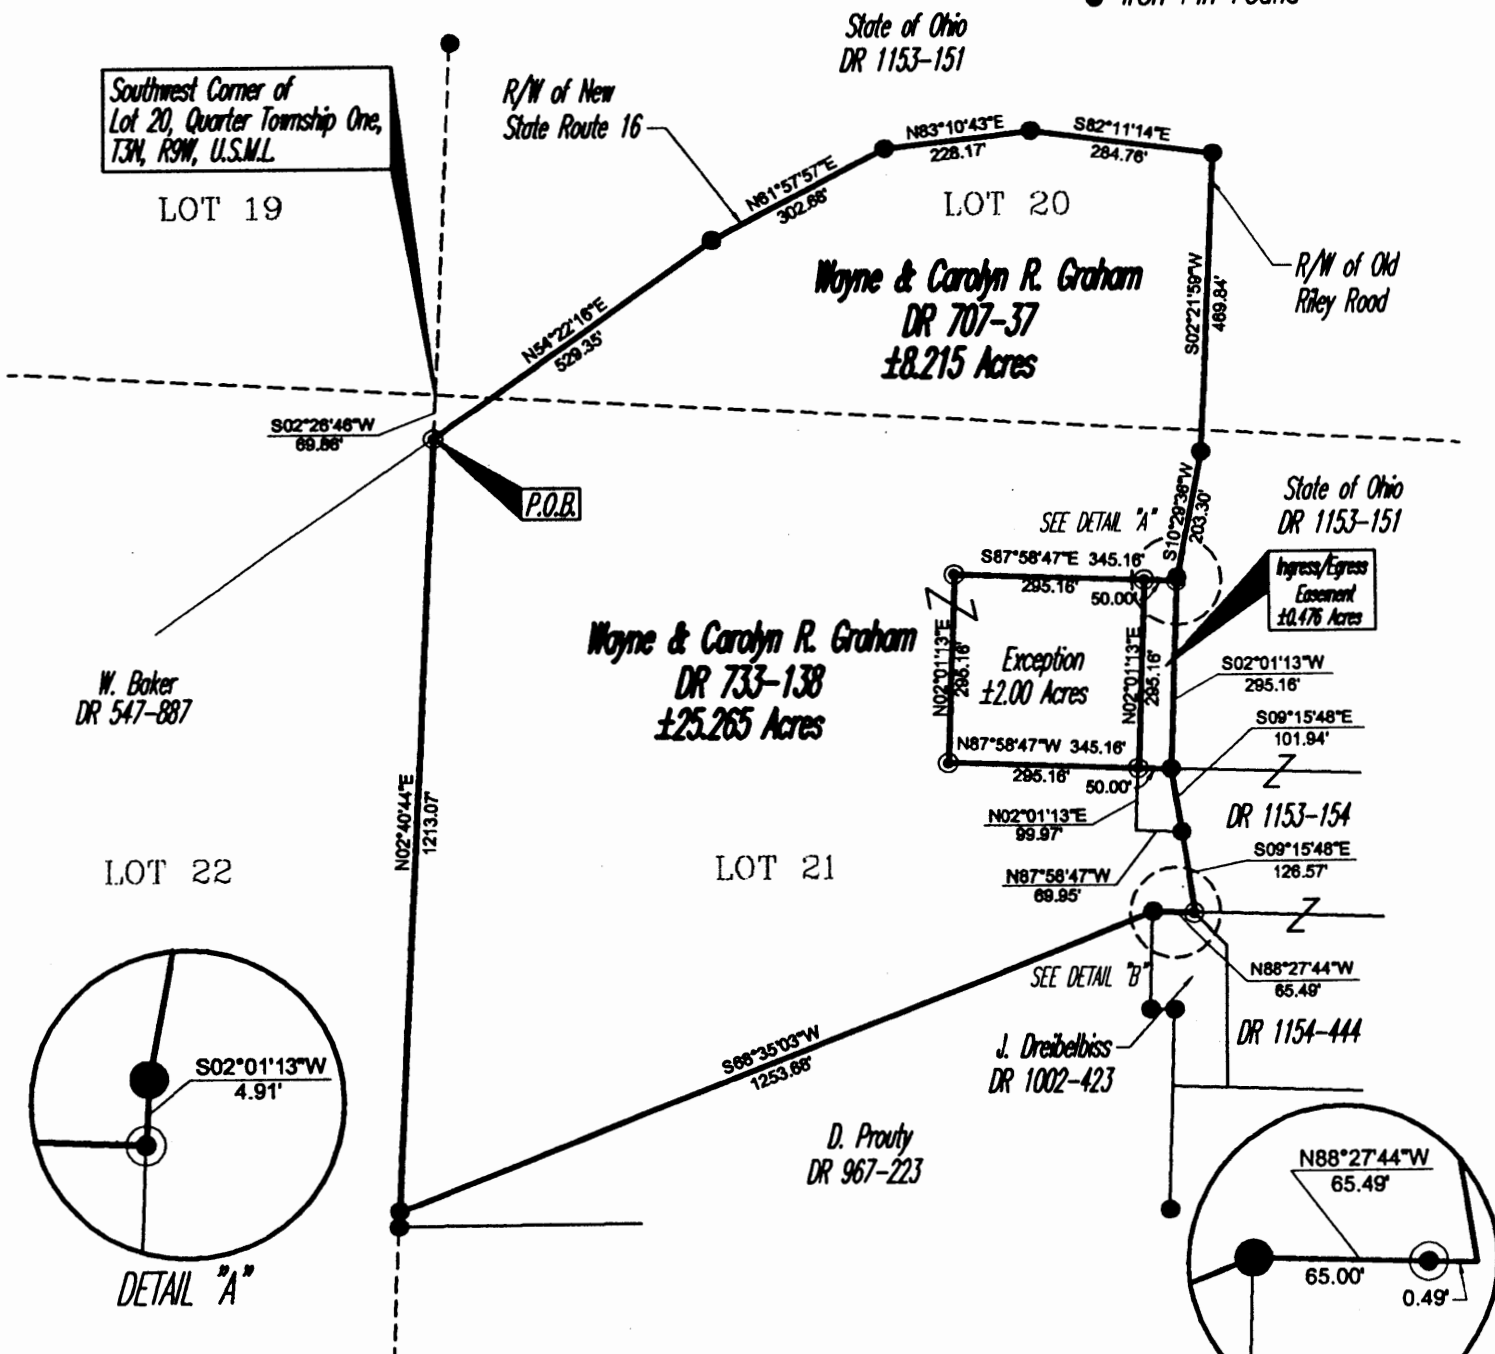 Iron Pin Found
State of Ohio
DR 1153-151
Southwest Corner of
Lot 20, Quarter Township One,
T3N, R9W, U.S.M.L.
R/W of New
State Route 16
N83°10'43"E
228.17'
S82°11'14"E
284.76'
N61°57'57"E
302.68'
LOT 19
LOT 20
Wayne & Carolyn R. Graham
DR 707-37
±8.215 Acres
R/W of Old
Riley Road
S02°21'59"W
469.84'
N54°22'16"E
529.35'
S02°26'46"W
69.86'
P.O.B.
State of Ohio
DR 1153-151
S10°29'36"W
203.30'
SEE DETAIL "A"
S87°58'47"E 345.16'
295.16'
50.00'
Ingress/Egress
Easement
±0.476 Acres
Wayne & Carolyn R. Graham
DR 733-138
±25.265 Acres
N02°01'13"E
295.16'
Exception
±2.00 Acres
N02°01'13"E
295.16'
S02°01'13"W
295.16'
W. Baker
DR 547-887
S09°15'48"E
101.94'
N87°58'47"W 345.16'
295.16'
50.00'
N02°01'13"E
99.97'
DR 1153-154
N02°40'44"E
1213.07'
LOT 22
LOT 21
S09°15'48"E
126.57'
N87°58'47"W
69.95'
SEE DETAIL "B"
N88°27'44"W
65.49'
DR 1154-444
J. Dreibelbiss
DR 1002-423
S68°35'03"W
1253.68'
S02°01'13"W
4.91'
D. Prouty
DR 967-223
N88°27'44"W
65.49'
65.00'
0.49'
DETAIL "A"